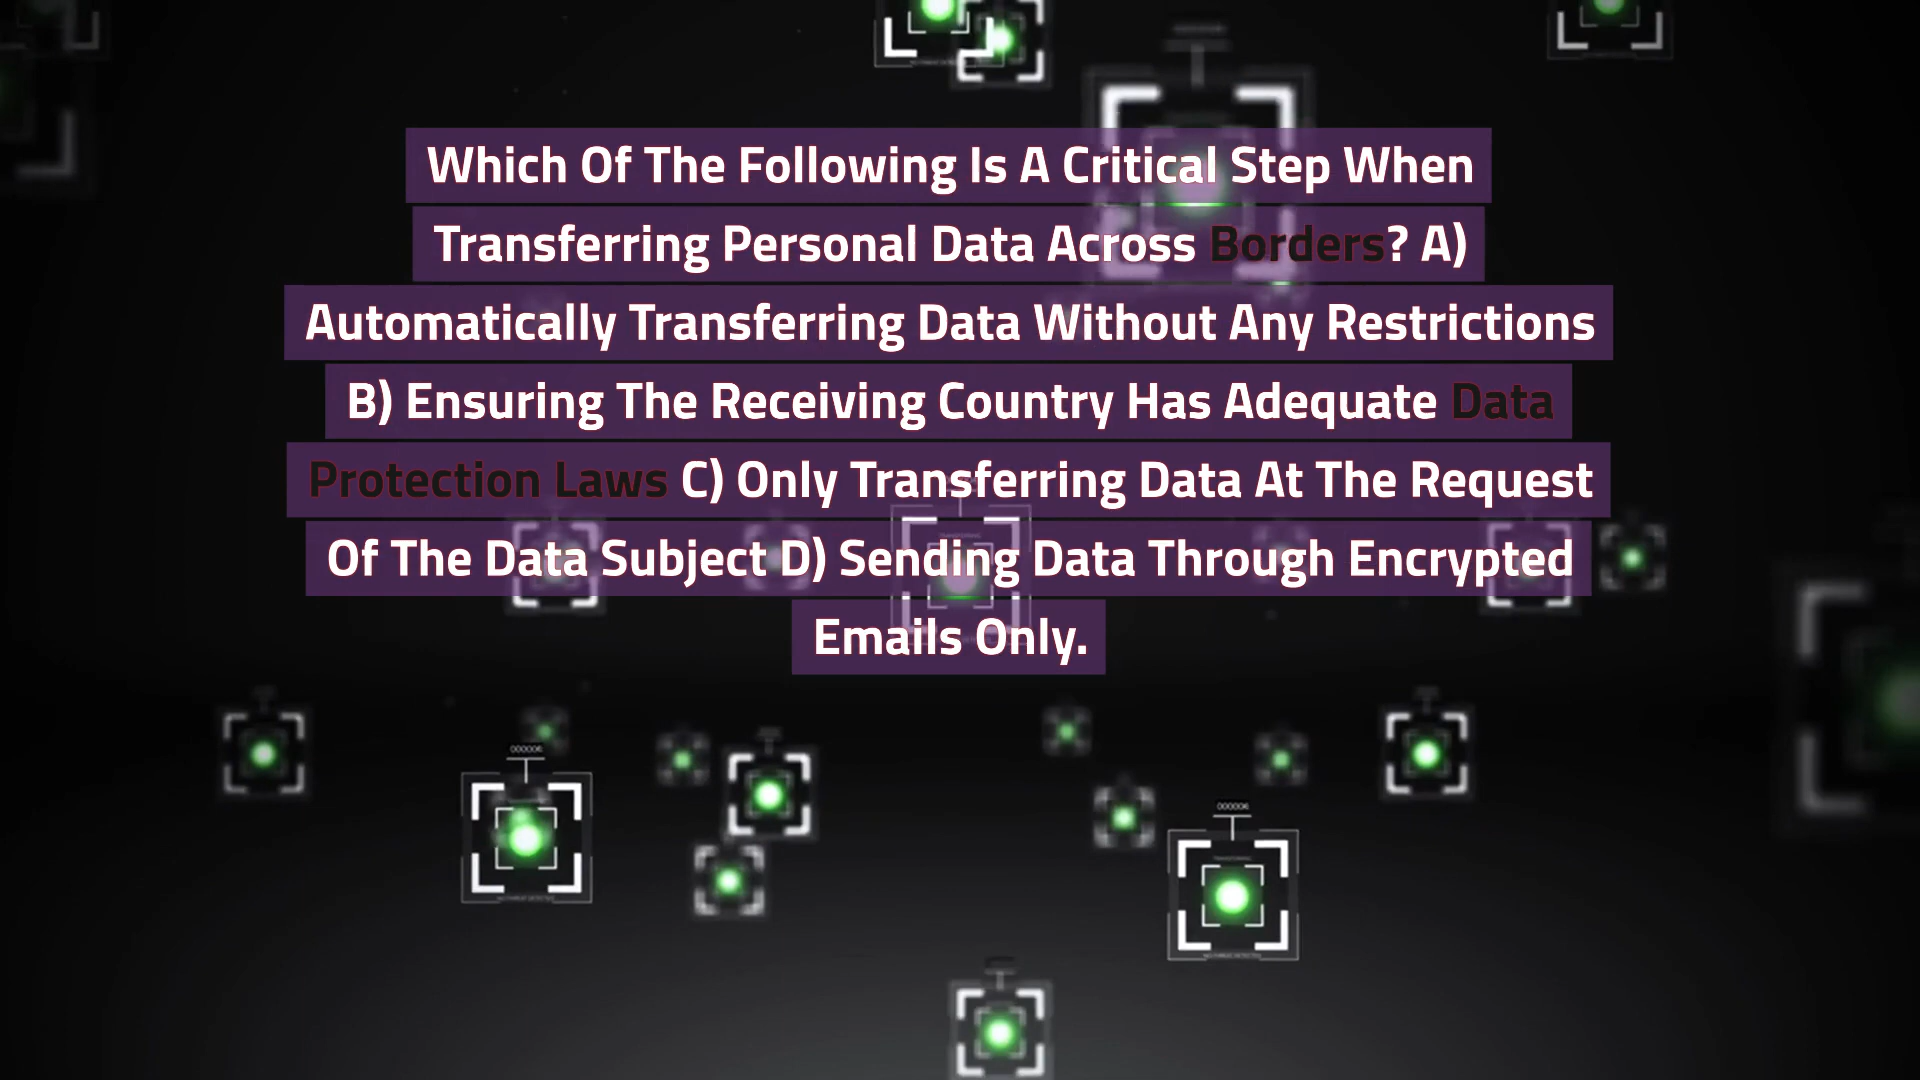 Which Of The Following Is A Critical Step When
Transferring Personal Data Across Borders? A)
Automatically Transferring Data Without Any Restrictions
B) Ensuring The Receiving Country Has Adequate Data
Protection Laws C) Only Transferring Data At The Request
Of The Data Subject D) Sending Data Through Encrypted
Emails Only.
000006
000006